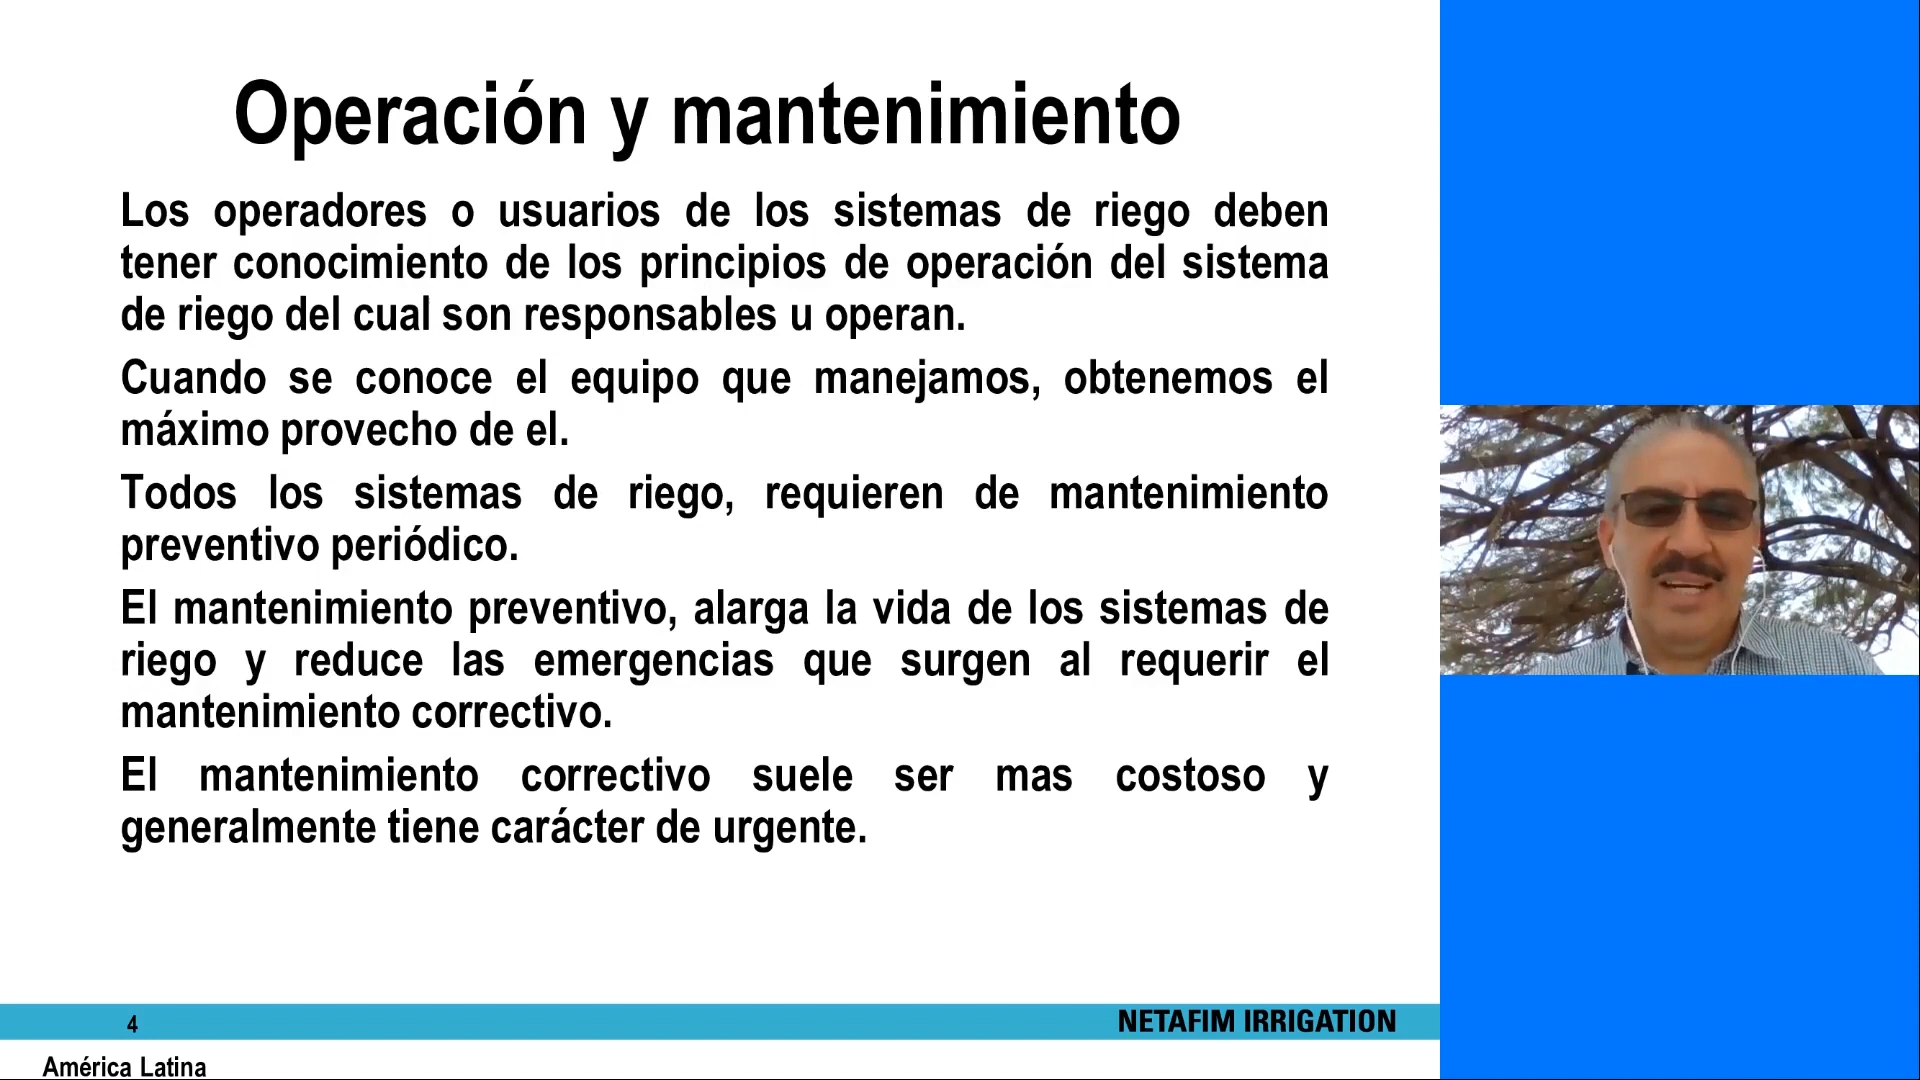 Operación y mantenimiento
Los operadores o usuarios de los sistemas de riego deben
tener conocimiento de los principios de operación del sistema
de riego del cual son responsables u operan.
Cuando se conoce el equipo que manejamos, obtenemos el
máximo provecho de el.
Todos los sistemas de riego, requieren de mantenimiento
preventivo periódico.
El mantenimiento preventivo, alarga la vida de los sistemas de
riego y reduce las emergencias que surgen al requerir el
mantenimiento correctivo.
El mantenimiento correctivo suele ser mas costoso y
generalmente tiene carácter de urgente.
4
NETAFIM IRRIGATION
América Latina